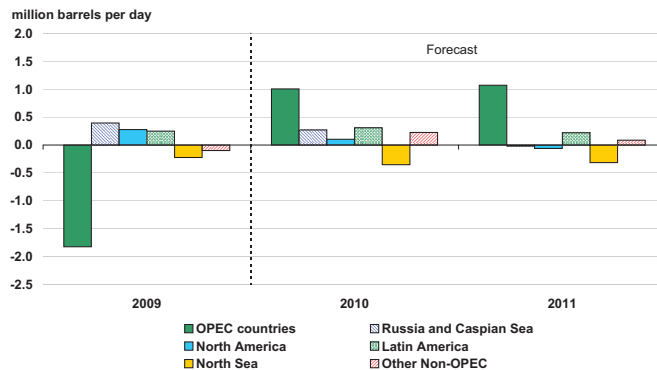 million barrels per day
2.0
Forecast
1.5
1.0
0.5
0.0
-0.5
-1.0
-1.5
-2.0
-2.5
2009 2010 2011
OPEC countries Russia and Caspian Sea
North America Latin America
North Sea Other Non-OPEC